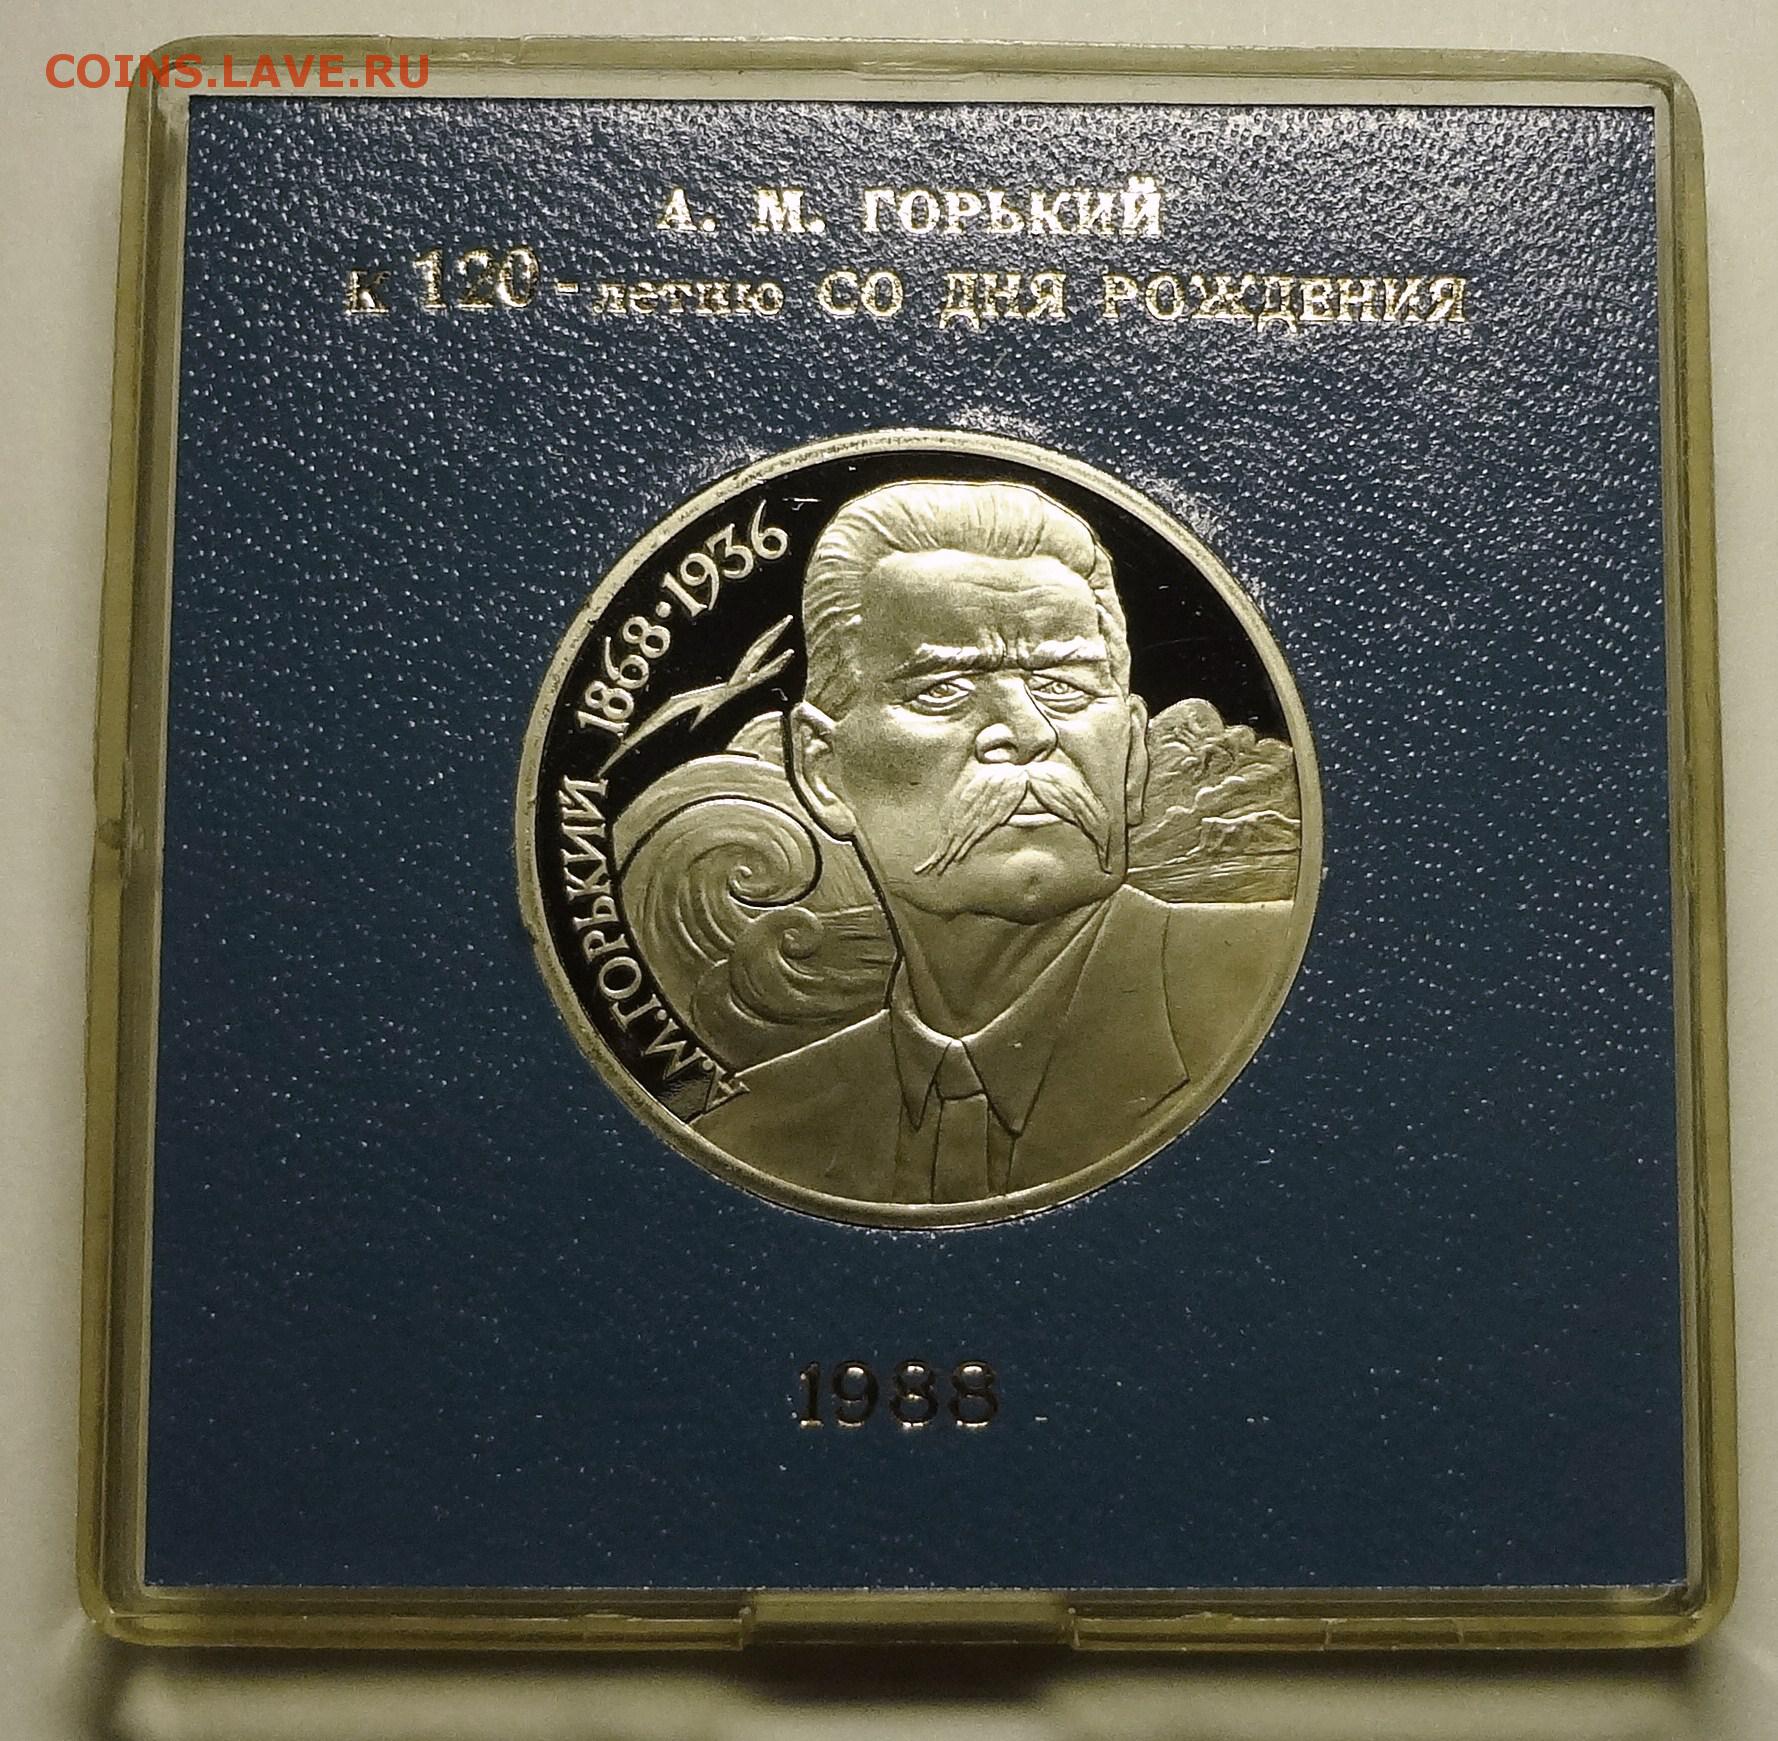 COINS.LAVE.RU
А. М. ГОРЬКИЙ
К 120-летию СО ДНЯ РОЖДЕНИЯ
А.М.ГОРЬКИЙ 1868·1936
1988